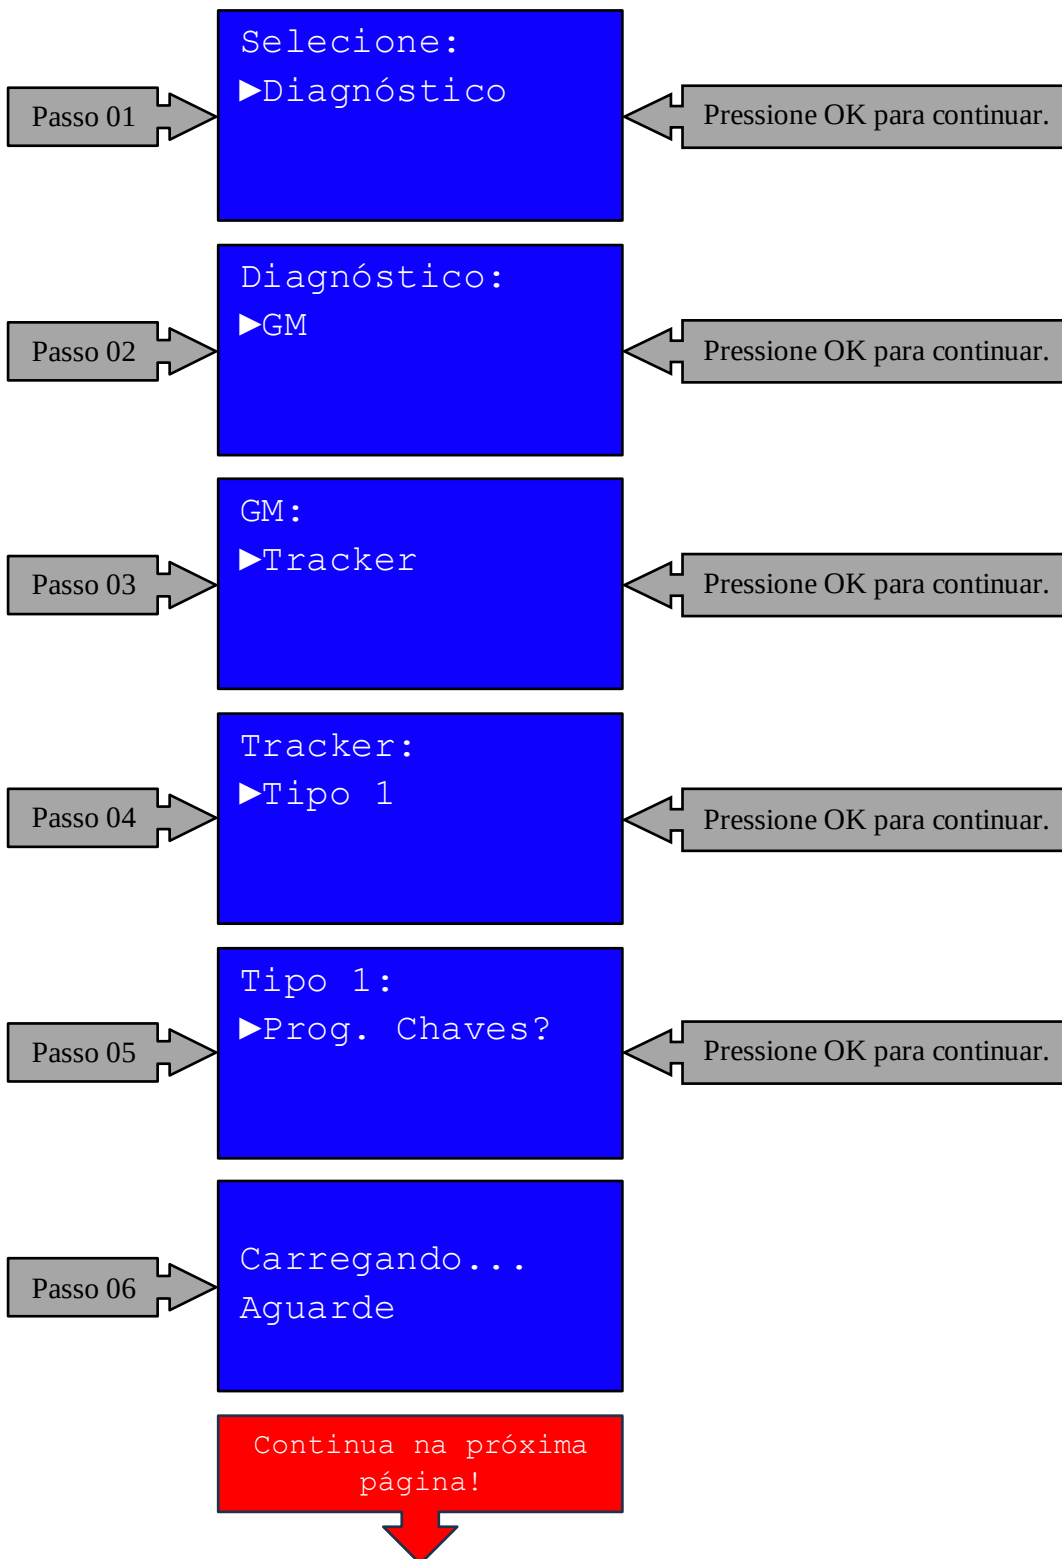 Selecione:
►Diagnóstico
Passo 01
Pressione OK para continuar.
Diagnóstico:
►GM
Passo 02
Pressione OK para continuar.
GM:
►Tracker
Passo 03
Pressione OK para continuar.
Tracker:
►Tipo 1
Passo 04
Pressione OK para continuar.
Tipo 1:
►Prog. Chaves?
Passo 05
Pressione OK para continuar.
Passo 06
Carregando...
Aguarde
Continua na próxima
página!